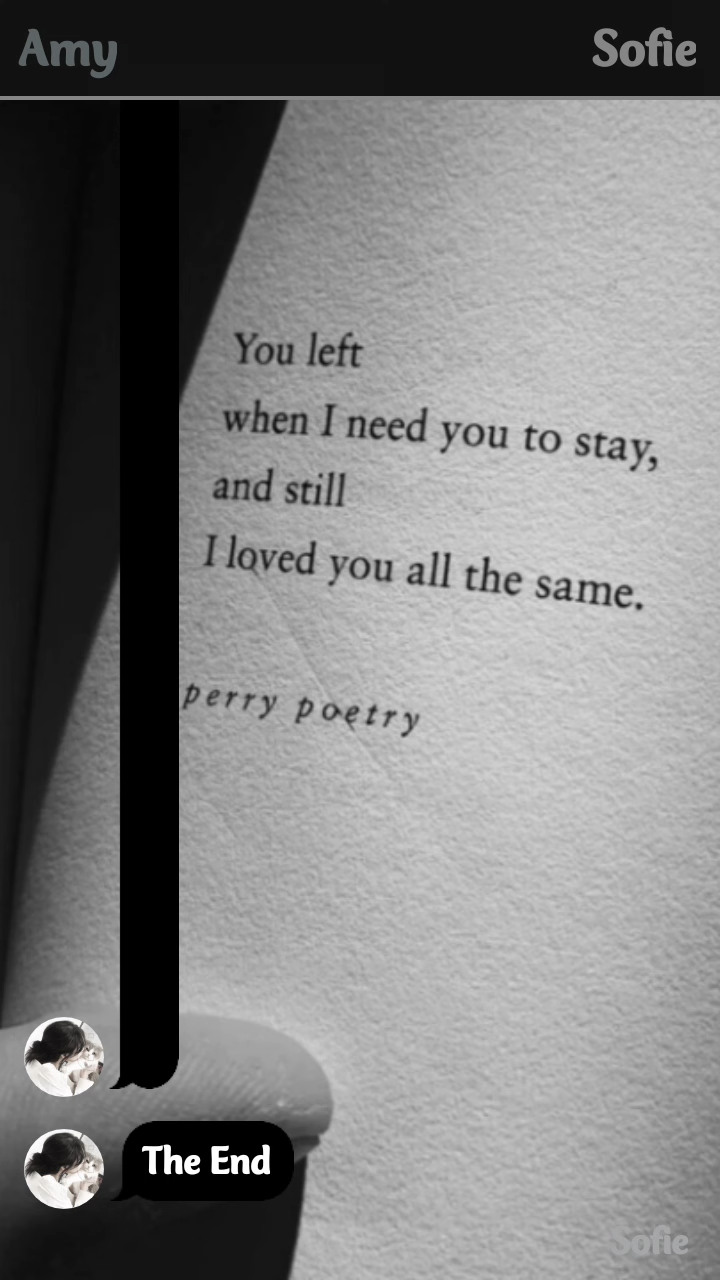 Amy
Sofie
You left
when I need you to stay,
and still
I loved you all the same.
perry poetry
The End
Sofie